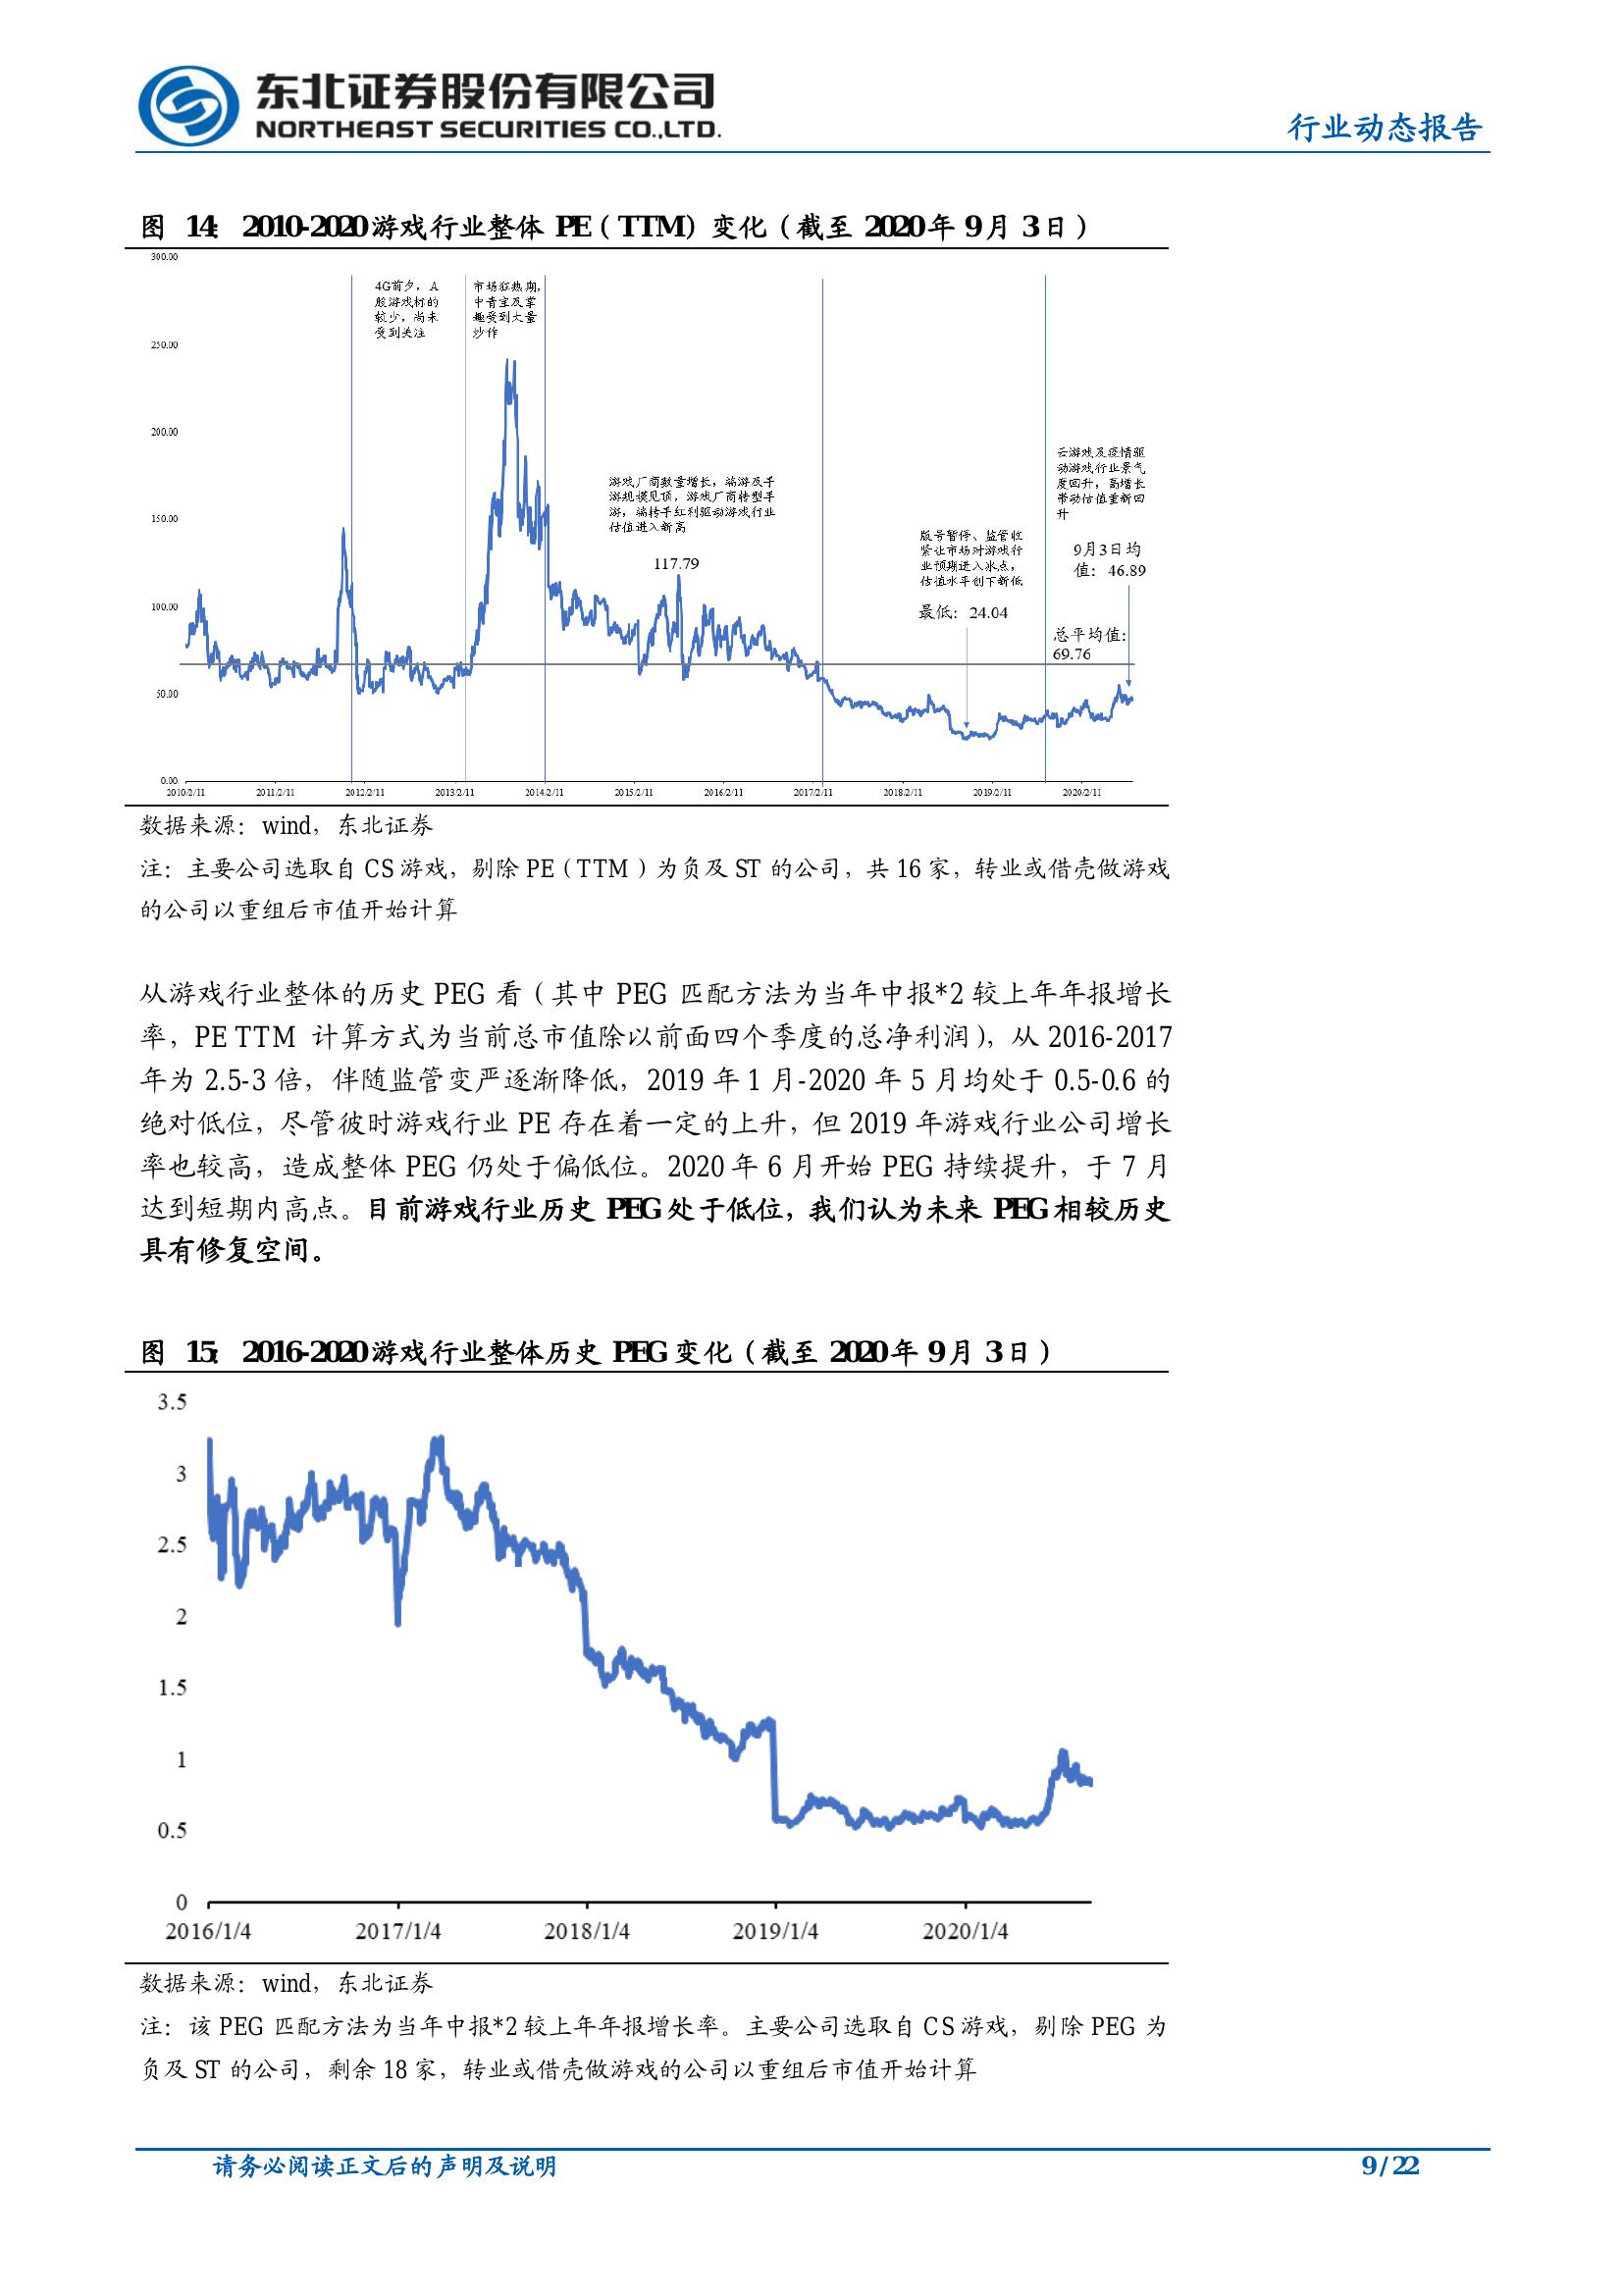 东北证券股份有限公司
NORTHEAST SECURITIES CO.,LTD.
行业动态报告
图 14：2010-2020 游戏行业整体 PE（TTM）变化（截至 2020 年 9 月 3 日）
300.00
250.00
200.00
150.00
100.00
50.00
0.00
4G前夕，A
股游戏标的
较少，尚未
受到关注
市场狂热期，
中青宝及掌
趣受到大量
炒作
游戏厂商数量增长，端游及手
游规模见顶，游戏厂商转型手
游，端转手红利驱动游戏行业
估值进入新高
117.79
版号暂停、监管收
紧让市场对游戏行
业预期进入冰点，
估值水平创下新低
最低：24.04
云游戏及疫情驱
动游戏行业景气
度回升，高增长
带动估值重新回
升
9月3日均
值：46.89
总平均值：
69.76
2010/2/11 2011/2/11 2012/2/11 2013/2/11 2014/2/11 2015/2/11 2016/2/11 2017/2/11 2018/2/11 2019/2/11 2020/2/11
数据来源：wind，东北证券
注：主要公司选取自 CS 游戏，剔除 PE（TTM）为负及 ST 的公司，共 16 家，转业或借壳做游戏
的公司以重组后市值开始计算
从游戏行业整体的历史 PEG 看（其中 PEG 匹配方法为当年中报*2 较上年年报增长
率，PE TTM 计算方式为当前总市值除以前面四个季度的总净利润），从 2016-2017
年为 2.5-3 倍，伴随监管变严逐渐降低，2019 年 1 月-2020 年 5 月均处于 0.5-0.6 的
绝对低位，尽管彼时游戏行业 PE 存在着一定的上升，但 2019 年游戏行业公司增长
率也较高，造成整体 PEG 仍处于偏低位。2020 年 6 月开始 PEG 持续提升，于 7 月
达到短期内高点。目前游戏行业历史 PEG 处于低位，我们认为未来 PEG 相较历史
具有修复空间。
图 15：2016-2020 游戏行业整体历史 PEG 变化（截至 2020 年 9 月 3 日）
3.5
3
2.5
2
1.5
1
0.5
0
2016/1/4 2017/1/4 2018/1/4 2019/1/4 2020/1/4
数据来源：wind，东北证券
注：该 PEG 匹配方法为当年中报*2 较上年年报增长率。主要公司选取自 CS 游戏，剔除 PEG 为
负及 ST 的公司，剩余 18 家，转业或借壳做游戏的公司以重组后市值开始计算
请务必阅读正文后的声明及说明
9 / 22